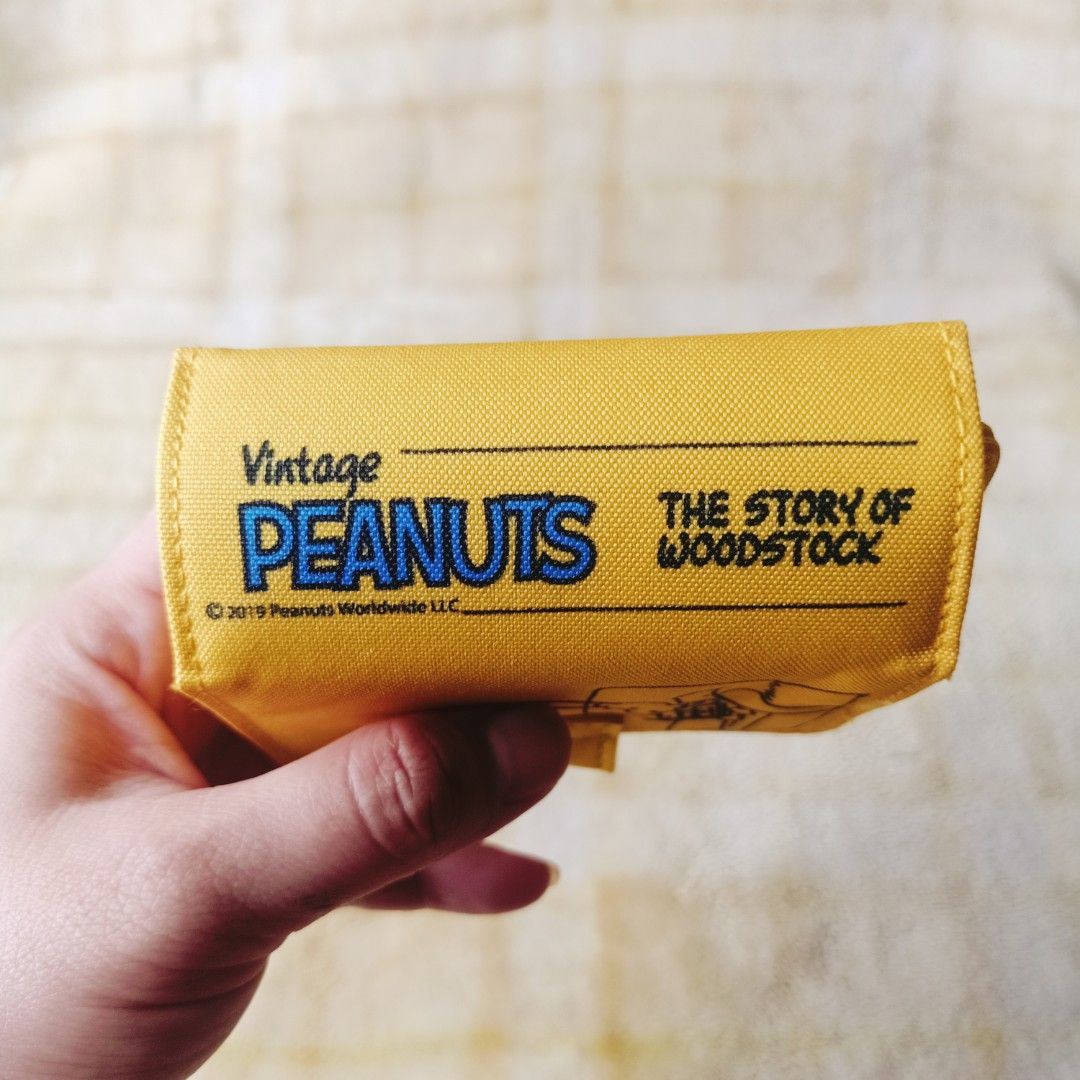 Vintage
PEANUTS
THE STORY OF
WOODSTOCK
© 2019 Peanuts Worldwide LLC